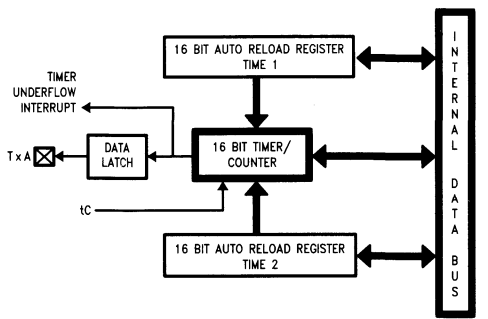 16 BIT AUTO RELOAD REGISTER
TIME 1
TIMER
UNDERFLOW
INTERRUPT
TxA
DATA
LATCH
16 BIT TIMER/
COUNTER
tC
16 BIT AUTO RELOAD REGISTER
TIME 2
INTERNAL DATA BUS